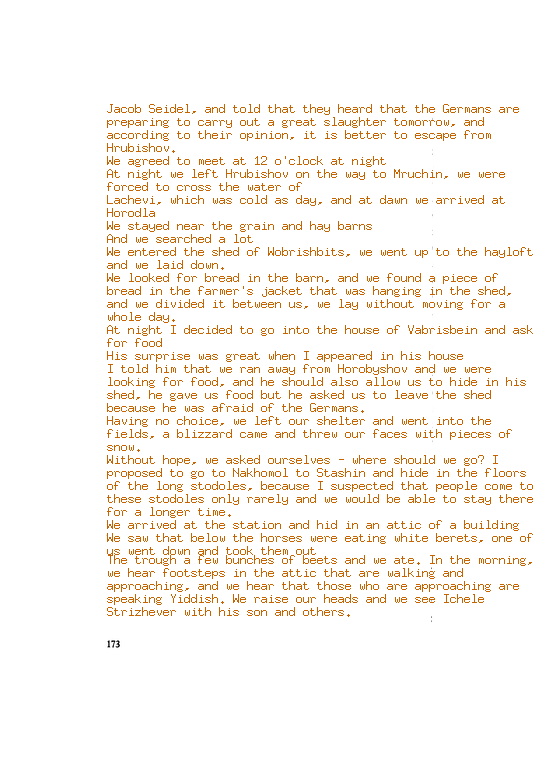 Jacob Seidel, and told that they heard that the Germans are
preparing to carry out a great slaughter tomorrow, and
according to their opinion, it is better to escape from
Hrubishov.
We agreed to meet at 12 o'clock at night
At night we left Hrubishov on the way to Mruchin, we were
forced to cross the water of
Lachevi, which was cold as day, and at dawn we arrived at
Horodla
We stayed near the grain and hay barns
And we searched a lot
We entered the shed of Wobrishbits, we went up to the hayloft
and we laid down.
We looked for bread in the barn, and we found a piece of
bread in the farmer's jacket that was hanging in the shed,
and we divided it between us, we lay without moving for a
whole day.
At night I decided to go into the house of Vabrisbein and ask
for food
His surprise was great when I appeared in his house
I told him that we ran away from Horobyshov and we were
looking for food, and he should also allow us to hide in his
shed, he gave us food but he asked us to leave the shed
because he was afraid of the Germans.
Having no choice, we left our shelter and went into the
fields, a blizzard came and threw our faces with pieces of
snow.
Without hope, we asked ourselves - where should we go? I
proposed to go to Nakhomol to Stashin and hide in the floors
of the long stodoles, because I suspected that people come to
these stodoles only rarely and we would be able to stay there
for a longer time.
We arrived at the station and hid in an attic of a building
We saw that below the horses were eating white berets, one of
us went down and took them out
The trough a few bunches of beets and we ate. In the morning,
we hear footsteps in the attic that are walking and
approaching, and we hear that those who are approaching are
speaking Yiddish. We raise our heads and we see Ichele
Strizhever with his son and others.
173